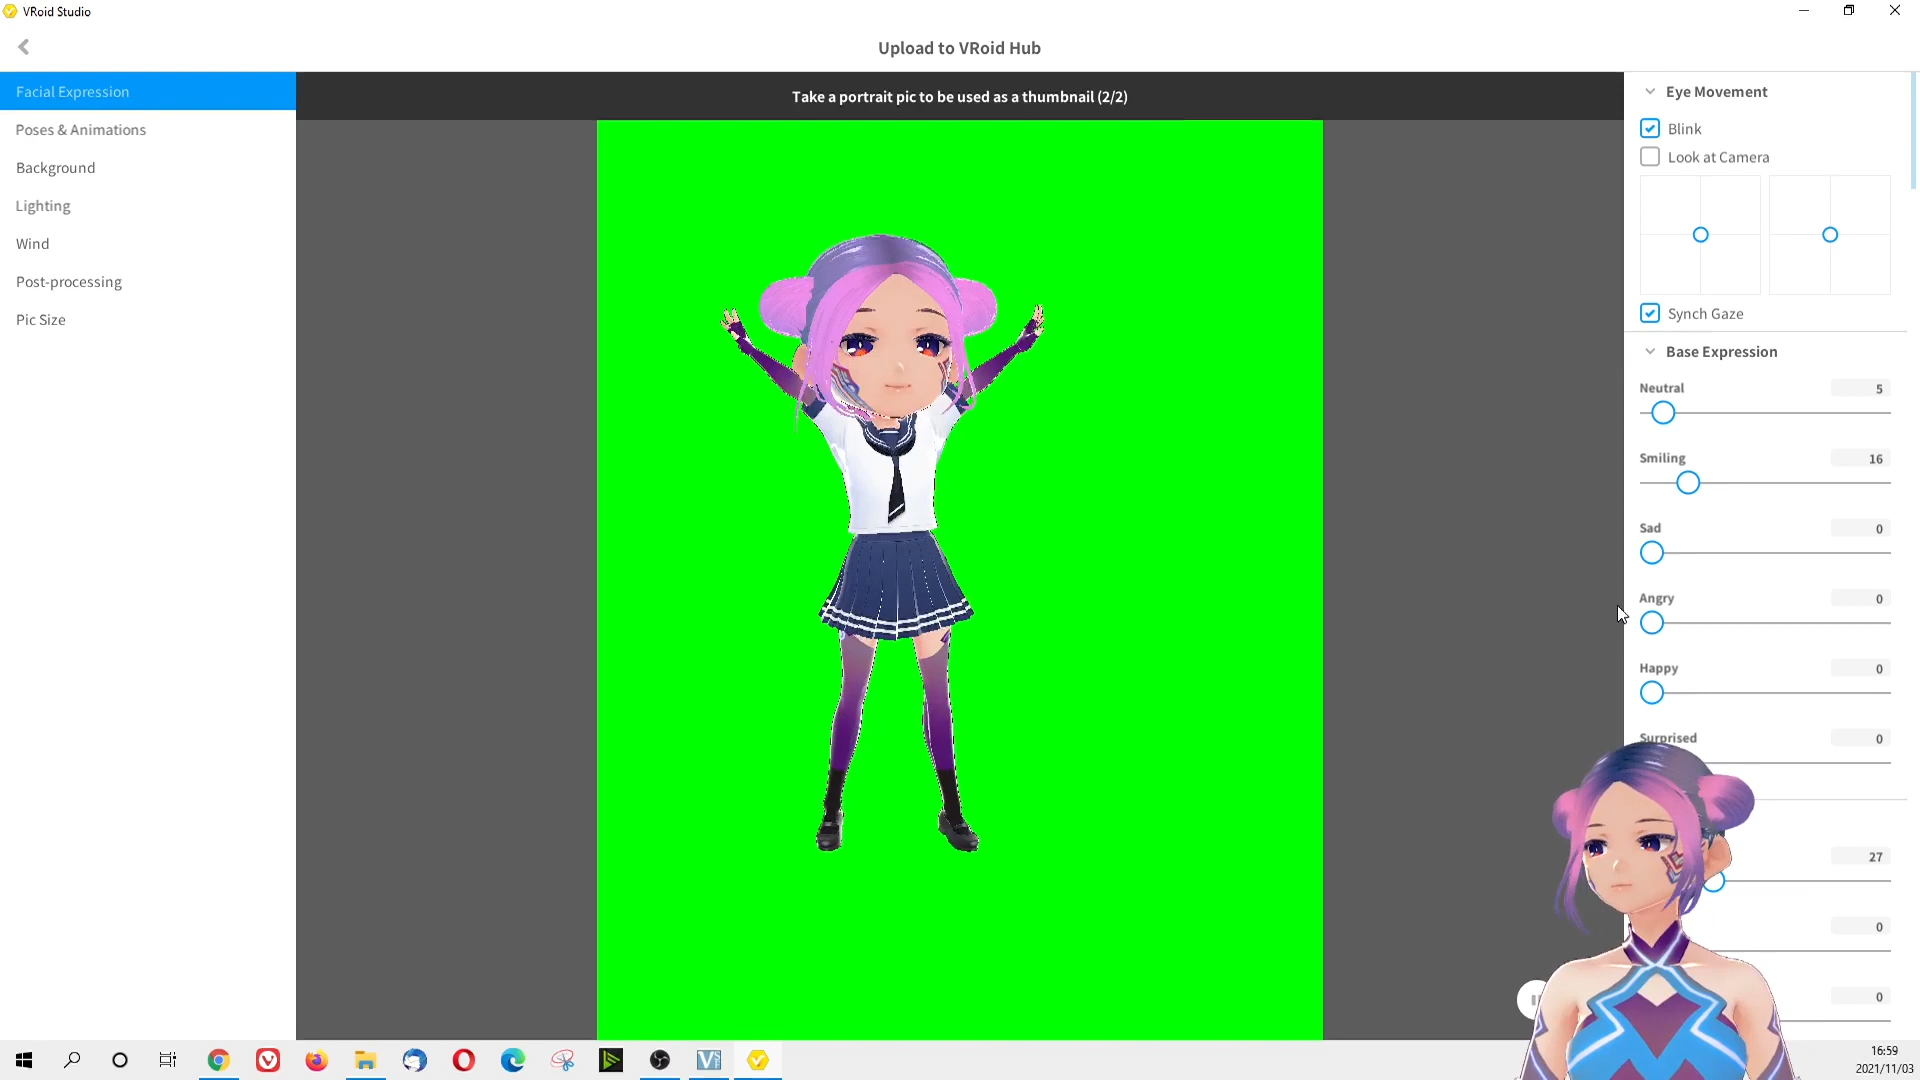 VRoid Studio
Upload to VRoid Hub
Facial Expression
Poses & Animations
Background
Lighting
Wind
Post-processing
Pic Size
Take a portrait pic to be used as a thumbnail (2/2)
Eye Movement
Blink
Look at Camera
Synch Gaze
Base Expression
Neutral 5
Smiling 16
Sad 0
Angry 0
Happy 0
Surprised 0
27
0
0
16:59
2021/11/03